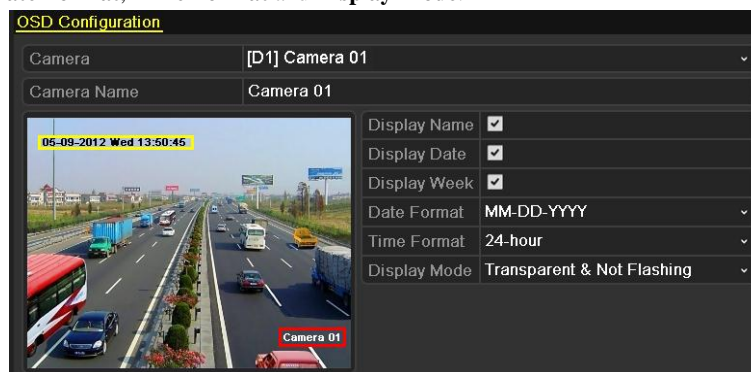 OSD Configuration
Camera [D1] Camera 01
Camera Name Camera 01
05-09-2012 Wed 13:50:45
Camera 01
Display Name
Display Date
Display Week
Date Format MM-DD-YYYY
Time Format 24-hour
Display Mode Transparent & Not Flashing